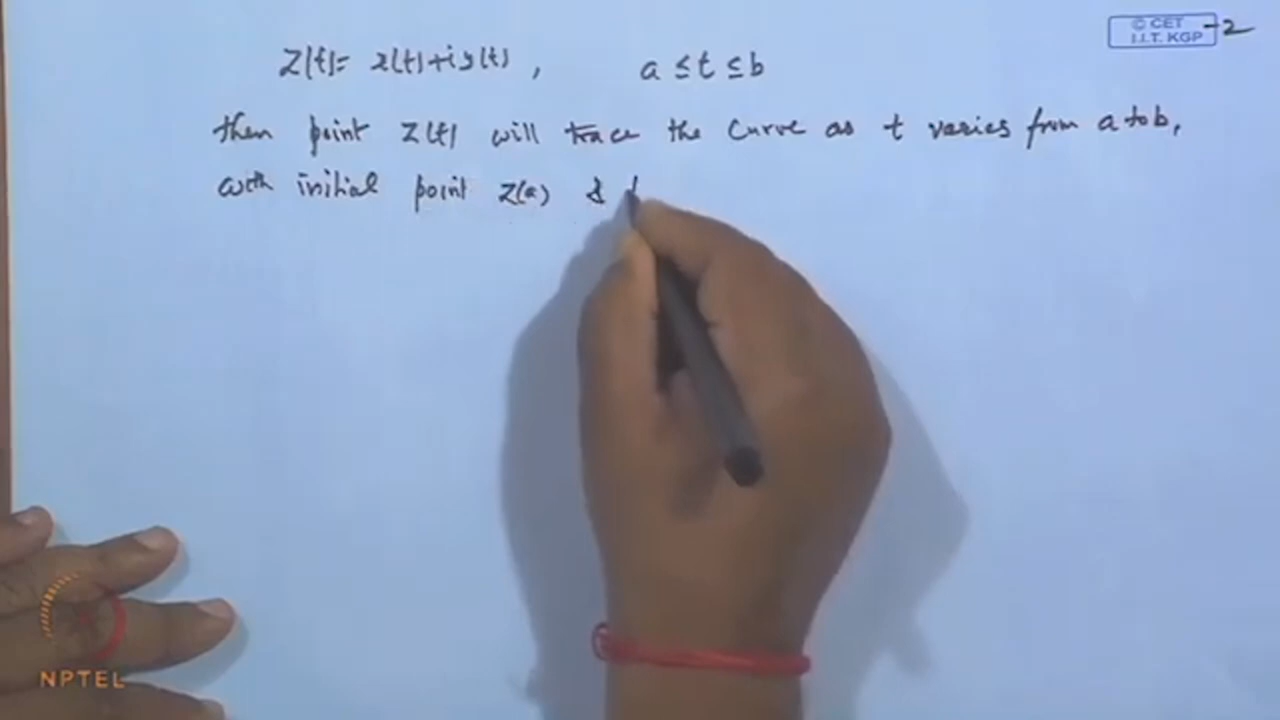 © CET
I.I.T. KGP -2
z(t) = x(t)+iy(t), a ≤ t ≤ b
then point z(t) will trace the curve as t varies from a to b,
with initial point z(a) &
NPTEL